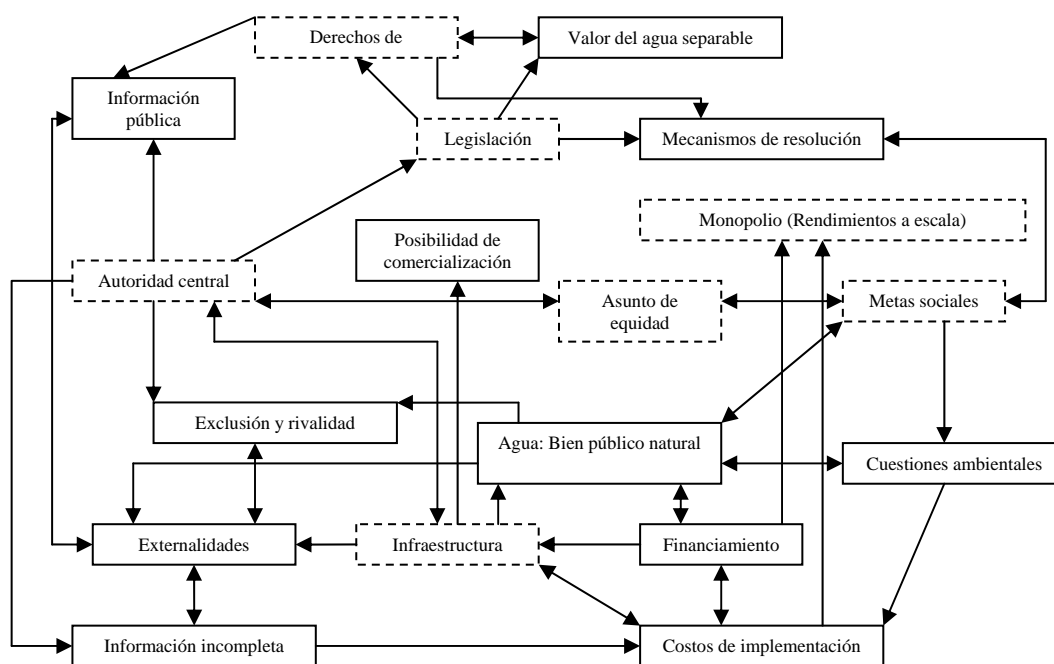 Derechos de
Valor del agua separable
Información
pública
Legislación
Mecanismos de resolución
Monopolio (Rendimientos a escala)
Posibilidad de
comercialización
Autoridad central
Asunto de
equidad
Metas sociales
Exclusión y rivalidad
Agua: Bien público natural
Cuestiones ambientales
Externalidades
Infraestructura
Financiamiento
Información incompleta
Costos de implementación